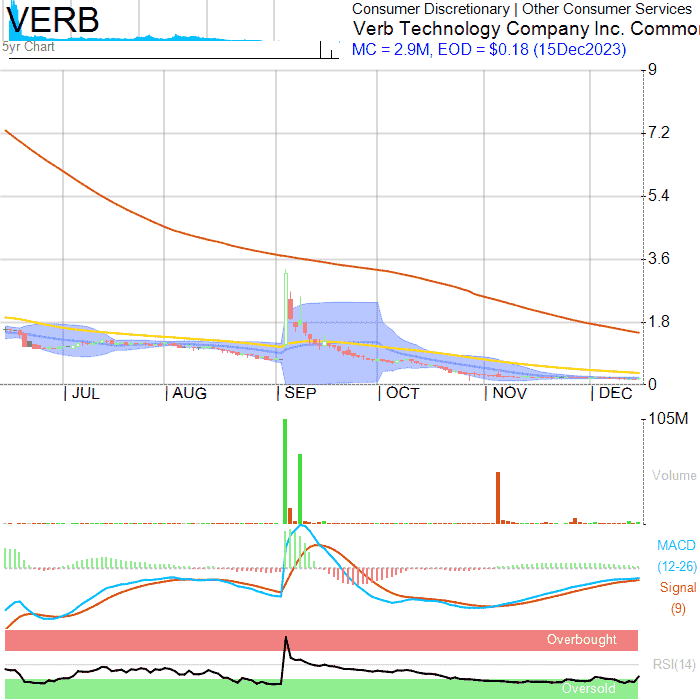 VERB
5yr Chart
Consumer Discretionary | Other Consumer Services
Verb Technology Company Inc. Commo
MC = 2.9M, EOD = $0.18 (15Dec2023)
9
7.2
5.4
3.6
1.8
0
JUL AUG SEP OCT NOV DEC
105M
Volume
MACD
(12-26)
Signal
(9)
Overbought
RSI(14)
Oversold